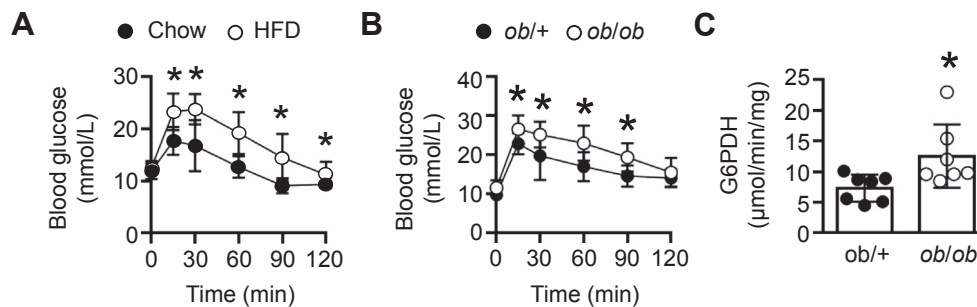 A
Chow HFD
* * * * *
Blood glucose
(mmol/L)
30
20
10
0
0 30 60 90 120
Time (min)
B
ob/+ ob/ob
* * * *
Blood glucose
(mmol/L)
40
30
20
10
0
0 30 60 90 120
Time (min)
C
*
G6PDH
(µmol/min/mg)
25
20
15
10
5
0
ob/+ ob/ob